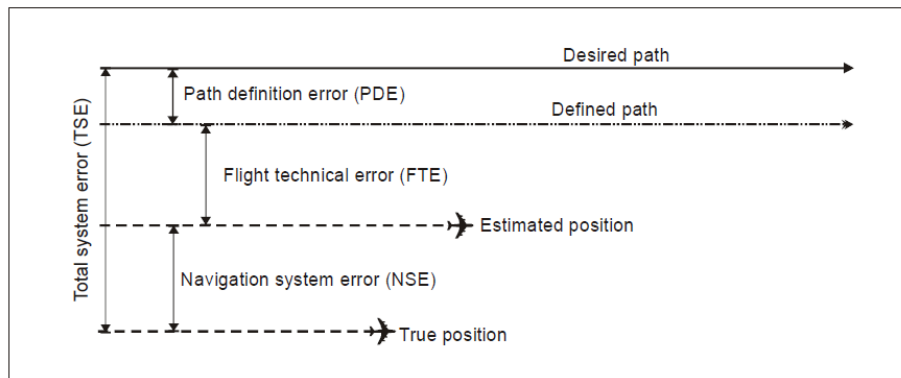 Desired path
Path definition error (PDE)
Defined path
Total system error (TSE)
Flight technical error (FTE)
Estimated position
Navigation system error (NSE)
True position